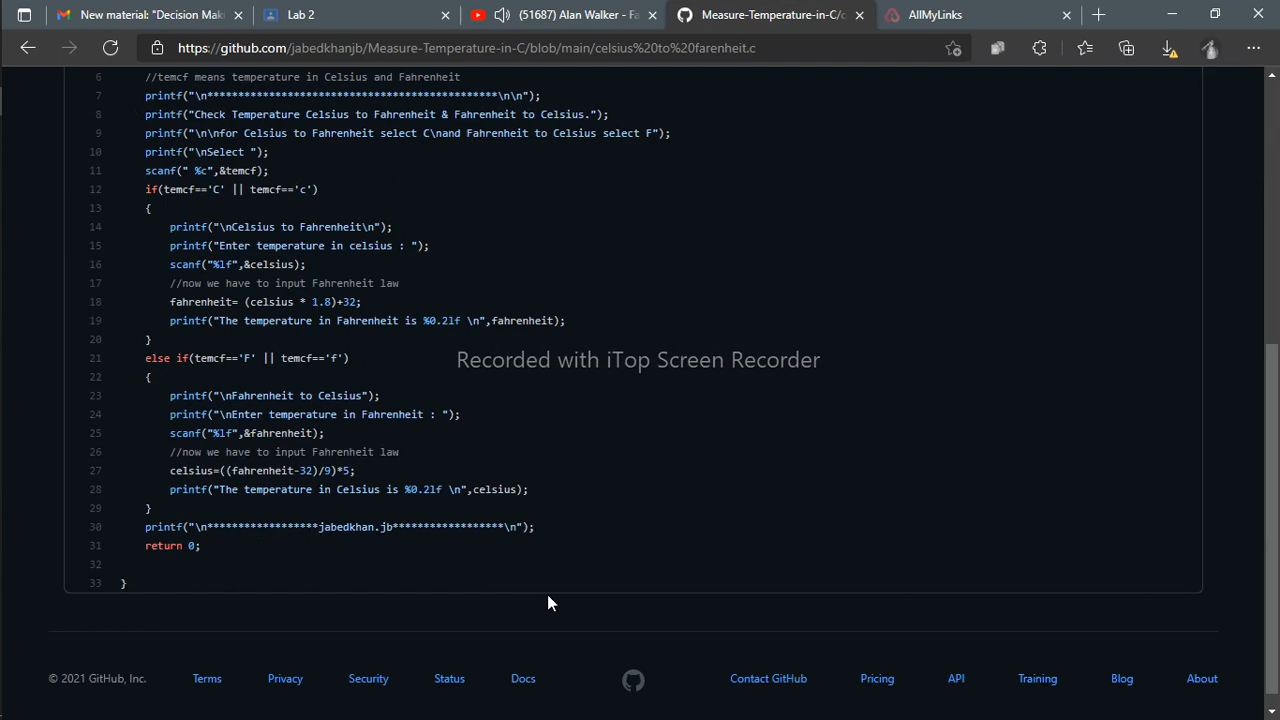 New material: "Decision Maki
Lab 2
(51687) Alan Walker - Fa
Measure-Temperature-in-C/c
AllMyLinks
https://github.com/jabedkhanjb/Measure-Temperature-in-C/blob/main/celsius%20to%20farenheit.c
6 //temcf means temperature in Celsius and Fahrenheit
7 printf("\n***********************************************\n\n");
8 printf("Check Temperature Celsius to Fahrenheit & Fahrenheit to Celsius.");
9 printf("\n\nfor Celsius to Fahrenheit select C\nand Fahrenheit to Celsius select F");
10 printf("\nSelect ");
11 scanf(" %c",&temcf);
12 if(temcf=='C' || temcf=='c')
13 {
14 printf("\nCelsius to Fahrenheit\n");
15 printf("Enter temperature in celsius : ");
16 scanf("%lf",&celsius);
17 //now we have to input Fahrenheit law
18 fahrenheit= (celsius * 1.8)+32;
19 printf("The temperature in Fahrenheit is %0.2lf \n",fahrenheit);
20 }
21 else if(temcf=='F' || temcf=='f')
22 {
23 printf("\nFahrenheit to Celsius");
24 printf("\nEnter temperature in Fahrenheit : ");
25 scanf("%lf",&fahrenheit);
26 //now we have to input Fahrenheit law
27 celsius=((fahrenheit-32)/9)*5;
28 printf("The temperature in Celsius is %0.2lf \n",celsius);
29 }
30 printf("\n******************jabedkhan.jb******************\n");
31 return 0;
32
33 }
Recorded with iTop Screen Recorder
© 2021 GitHub, Inc.
Terms
Privacy
Security
Status
Docs
Contact GitHub
Pricing
API
Training
Blog
About